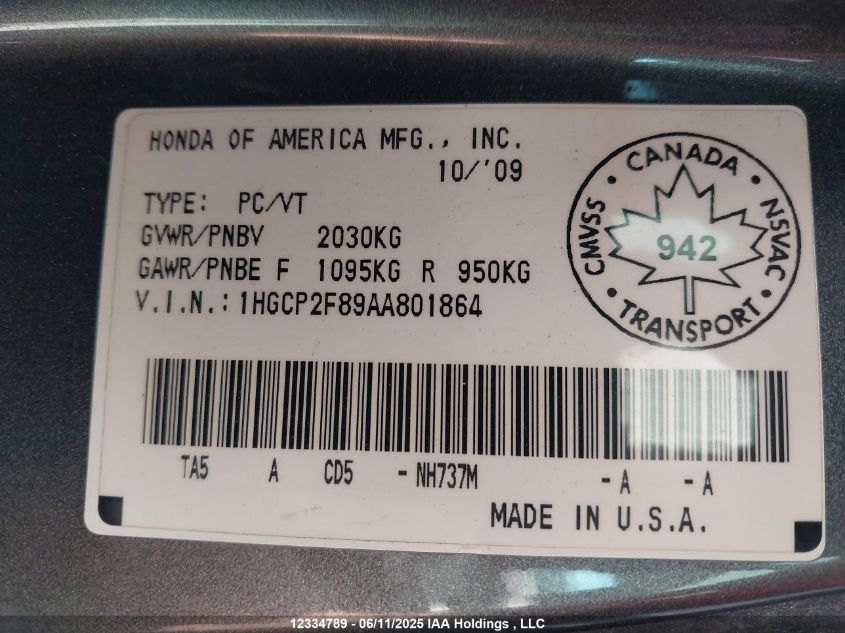 HONDA OF AMERICA MFG., INC.
10/'09
TYPE: PC/VT
GVWR/PNBV 2030KG
GAWR/PNBE F 1095KG R 950KG
V.I.N.: 1HGCP2F89AA801864
CANADA
CMVSS 942 NSVAC
TRANSPORT
TA5 A CD5 - NH737M - A - A
MADE IN U.S.A.
12334789 - 06/11/2025 IAA Holdings , LLC